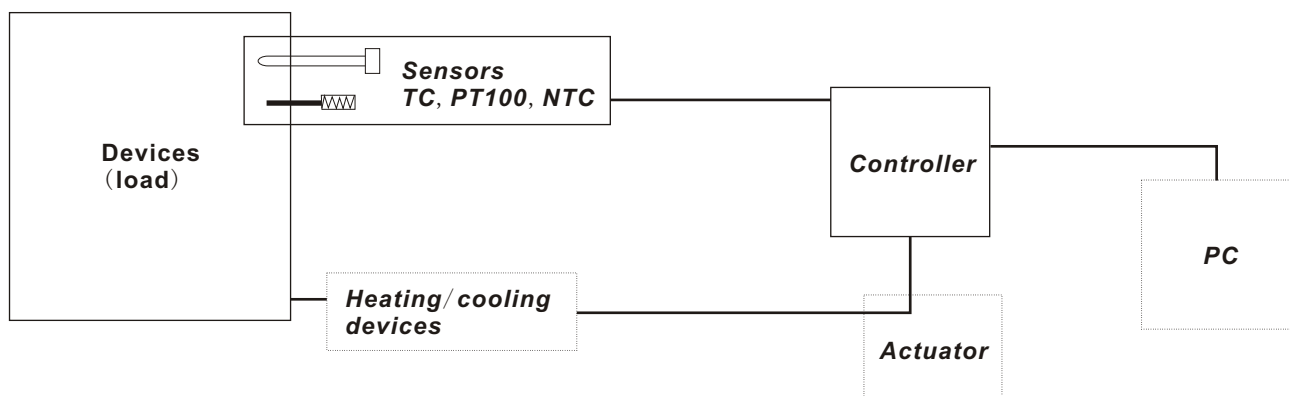 Sensors
TC, PT100, NTC
Devices
（load）
Controller
PC
Heating/cooling
devices
Actuator